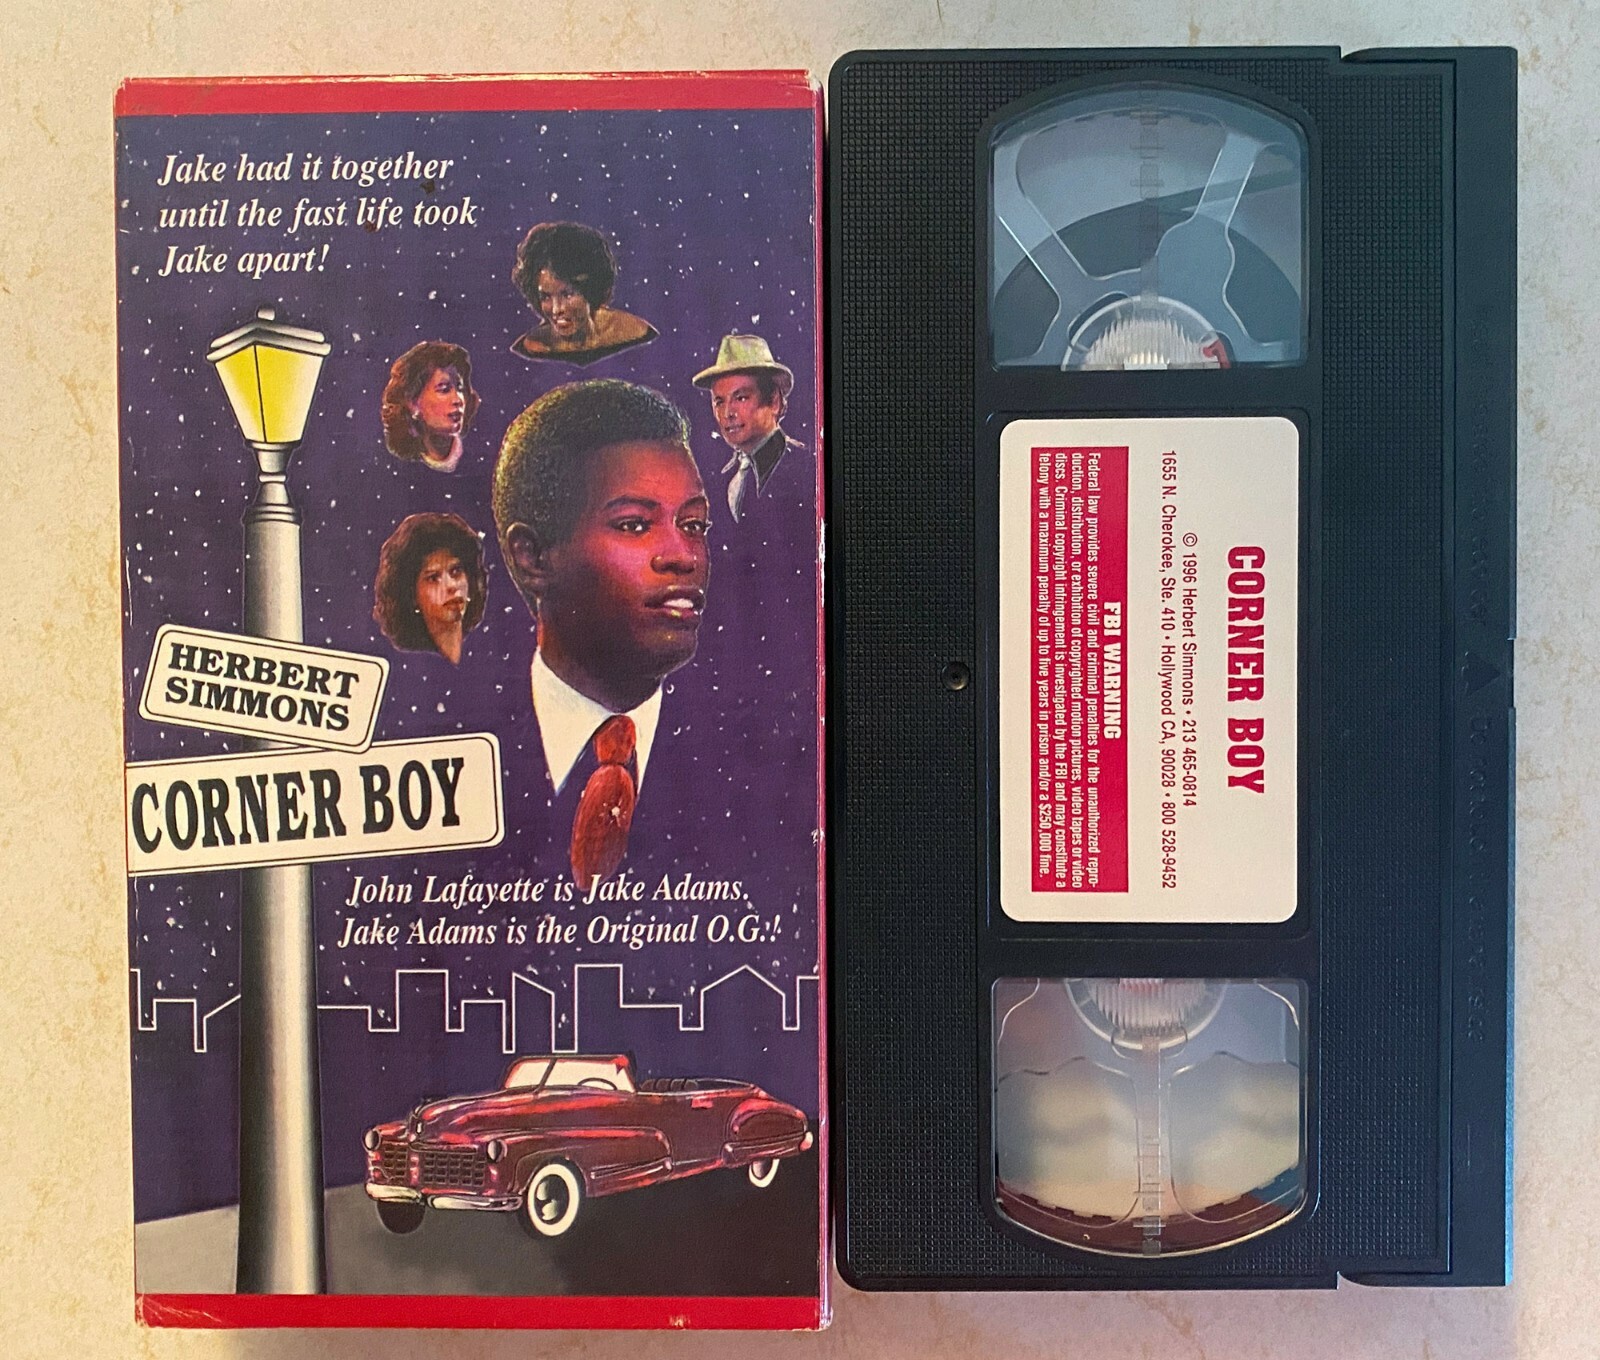 Jake had it together
until the fast life took
Jake apart!
HERBERT
SIMMONS
CORNER BOY
John Lafayette is Jake Adams.
Jake Adams is the Original O.G.!
CORNER BOY
© 1996 Herbert Simmons • 213 465-0814
1655 N. Cherokee, Ste. 410 • Hollywood CA, 90028 • 800 528-9452
FBI WARNING
Federal law provides severe civil and criminal penalties for the unauthorized repro-
duction, distribution, or exhibition of copyrighted motion pictures, video tapes or video
discs. Criminal copyright infringement is investigated by the FBI and may constitute a
felony with a maximum penalty of up to five years in prison and/or a $250,000 fine.